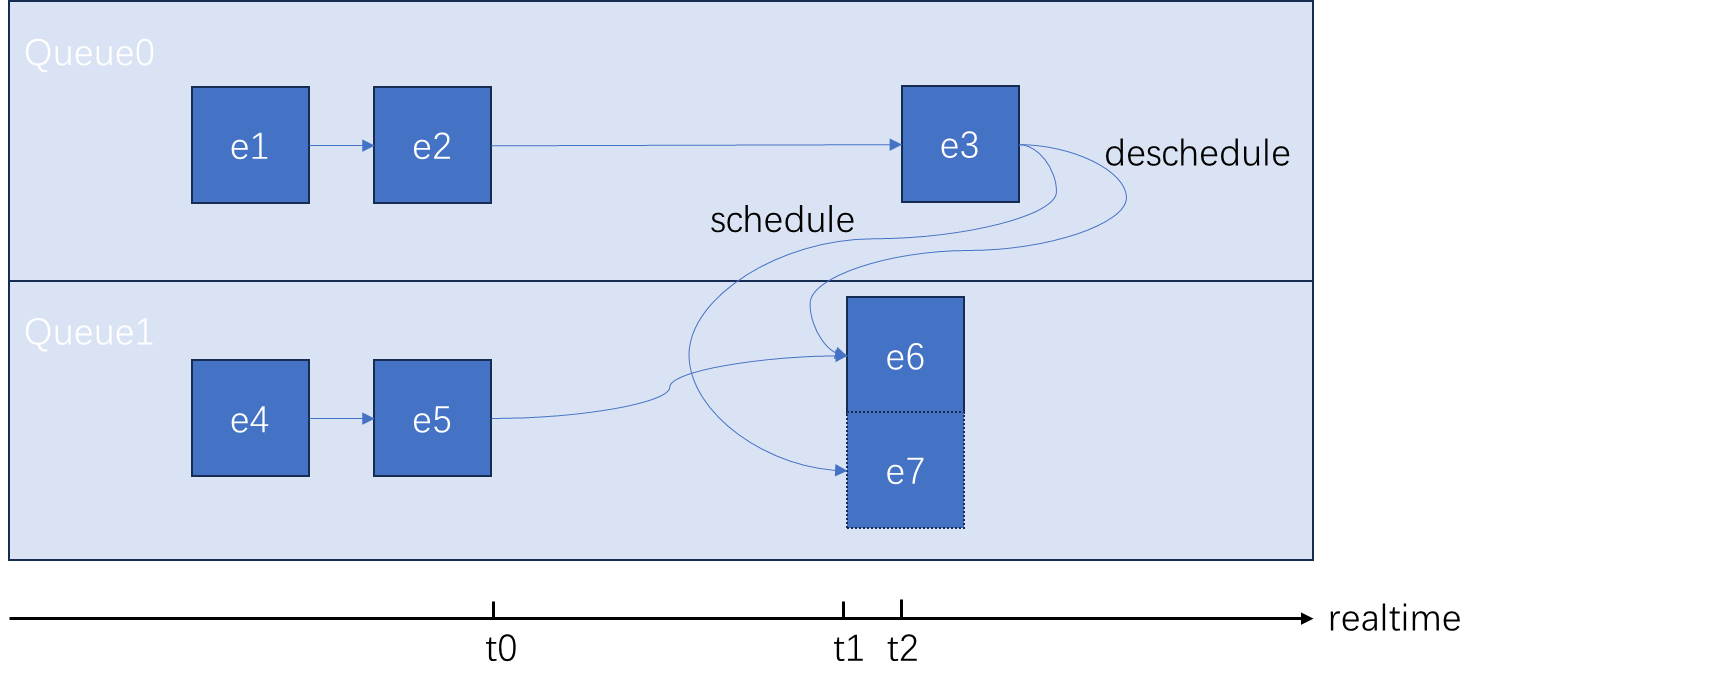 Queue0
e1
e2
e3
deschedule
schedule
Queue1
e4
e5
e6
e7
t0
t1
t2
realtime